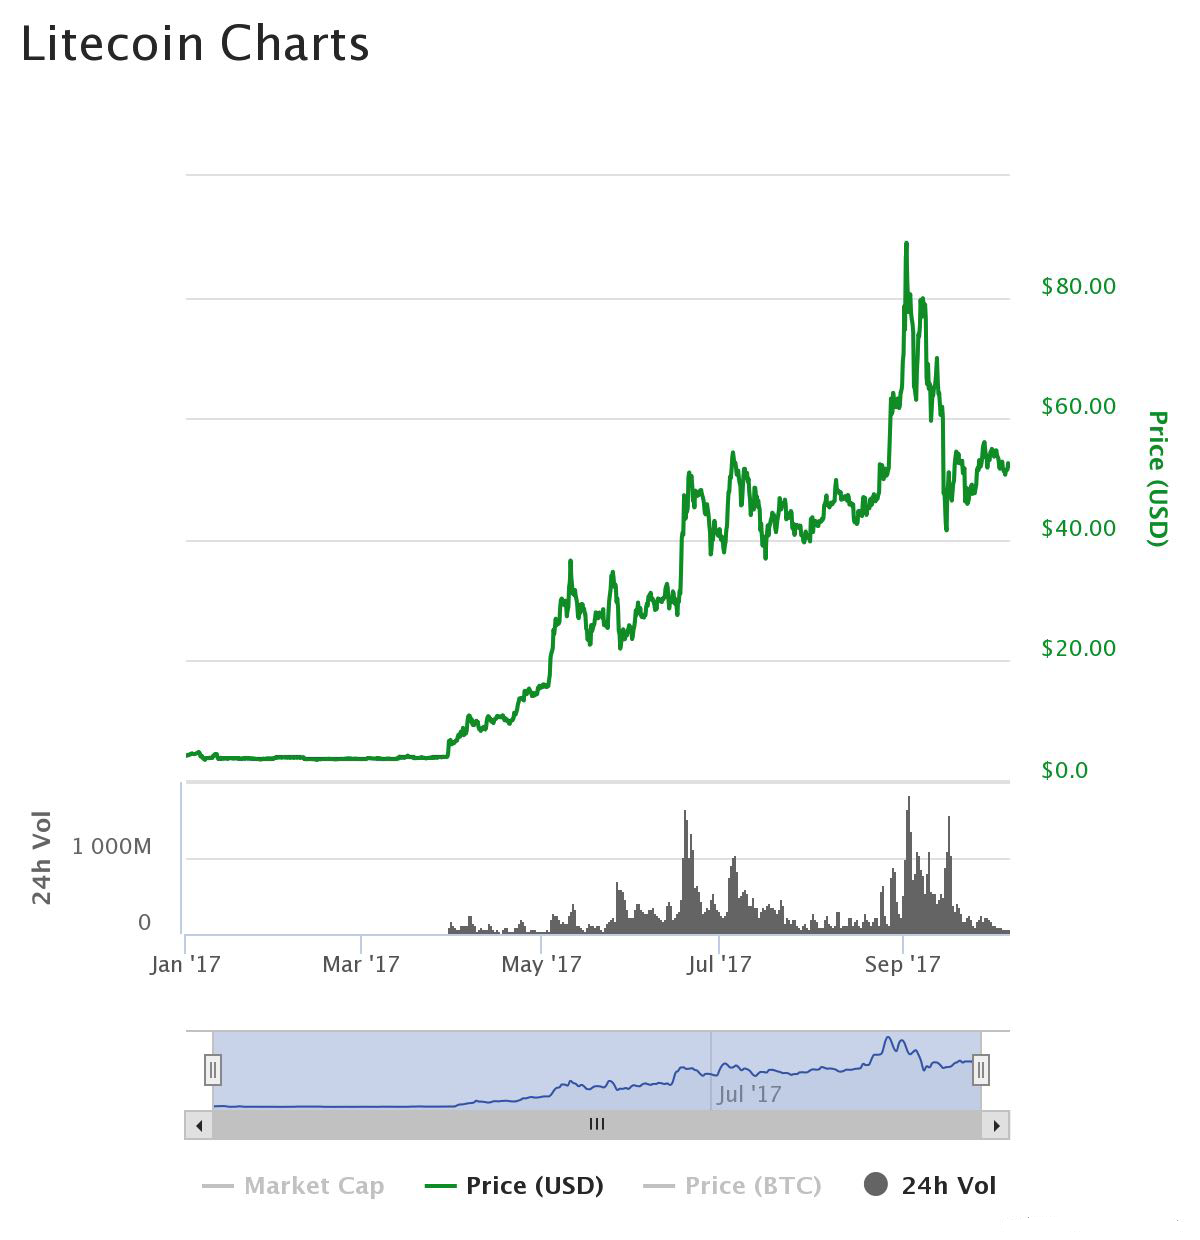 Litecoin Charts
$80.00
$60.00
$40.00
$20.00
$0.0
Price (USD)
24h Vol
1 000M
0
Jan '17
Mar '17
May '17
Jul '17
Sep '17
Jul '17
Market Cap
Price (USD)
Price (BTC)
24h Vol